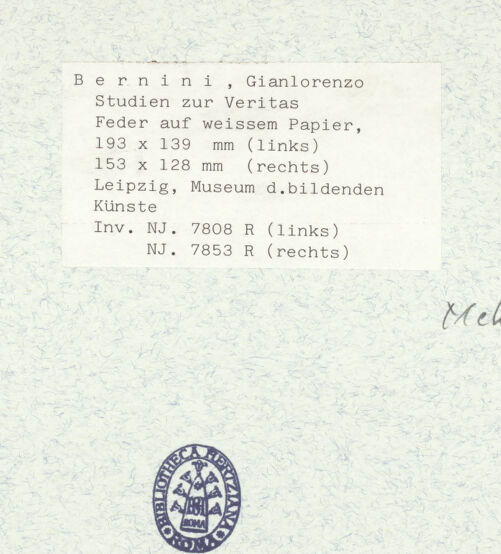 B e r n i n i , Gianlorenzo
Studien zur Veritas
Feder auf weissem Papier,
193 x 139 mm (links)
153 x 128 mm (rechts)
Leipzig, Museum d.bildenden
Künste
Inv. NJ. 7808 R (links)
NJ. 7853 R (rechts)
BIBLIOTHECA HERTZIANA
ROMA
ROMA